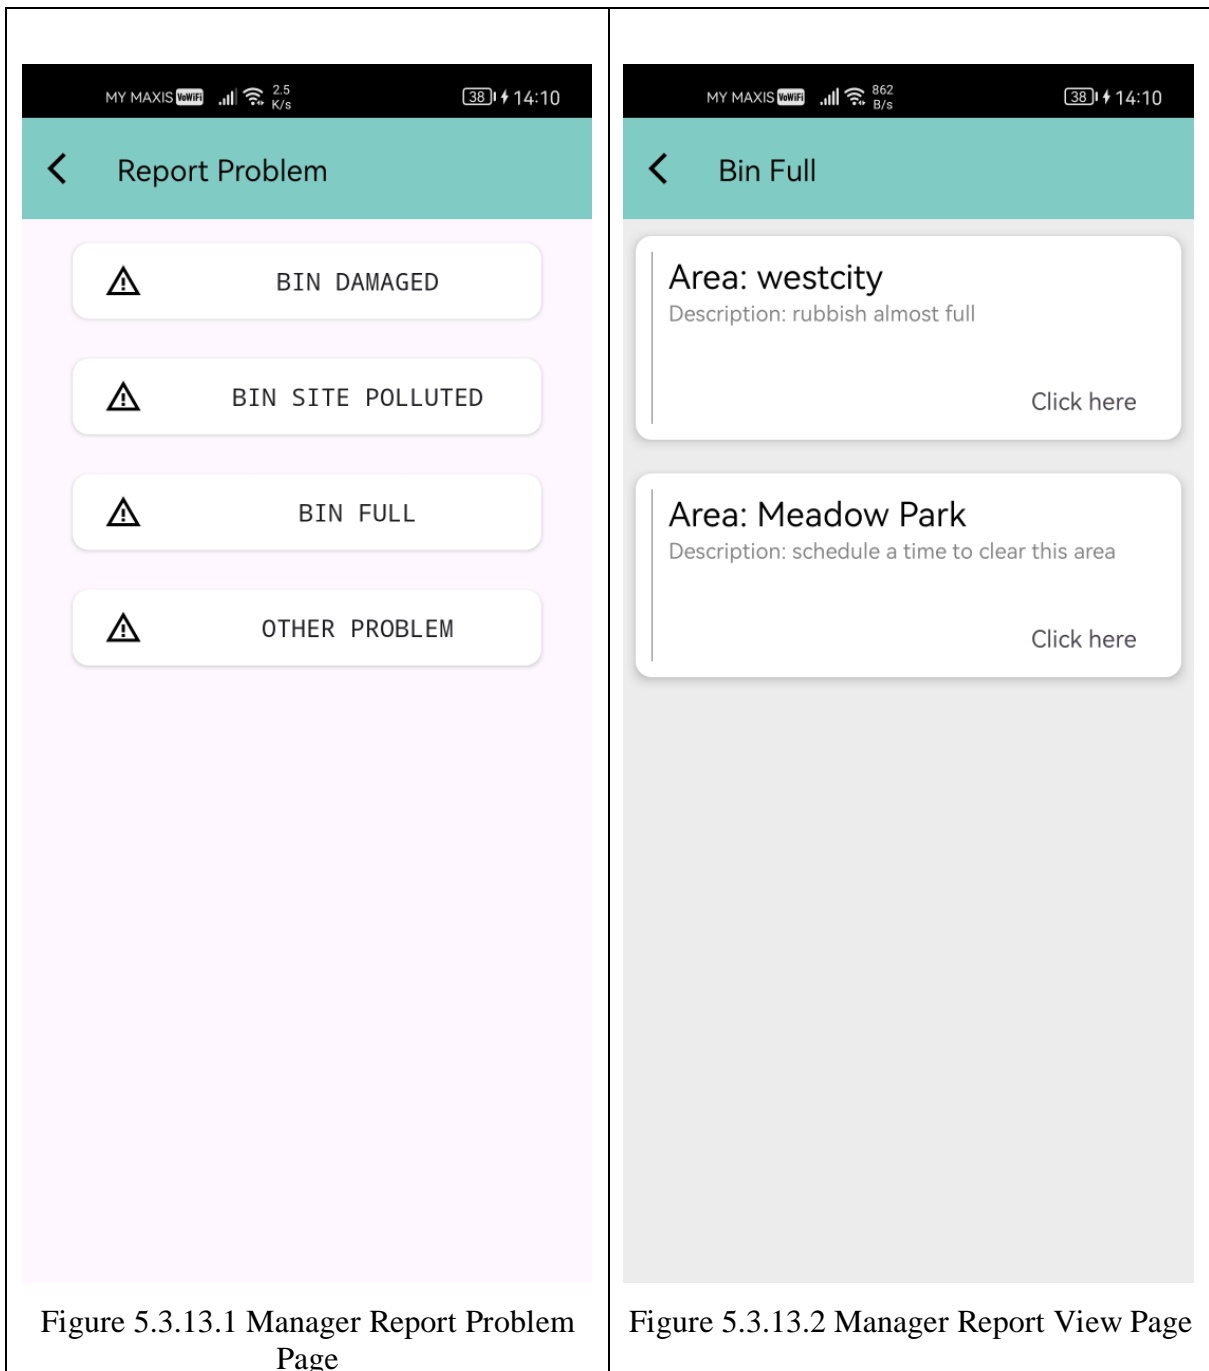 MY MAXIS VoWiFi 2.5 K/s 38 14:10
Report Problem
BIN DAMAGED
BIN SITE POLLUTED
BIN FULL
OTHER PROBLEM
Figure 5.3.13.1 Manager Report Problem
Page
MY MAXIS VoWiFi 862 B/s 38 14:10
Bin Full
Area: westcity
Description: rubbish almost full
Click here
Area: Meadow Park
Description: schedule a time to clear this area
Click here
Figure 5.3.13.2 Manager Report View Page